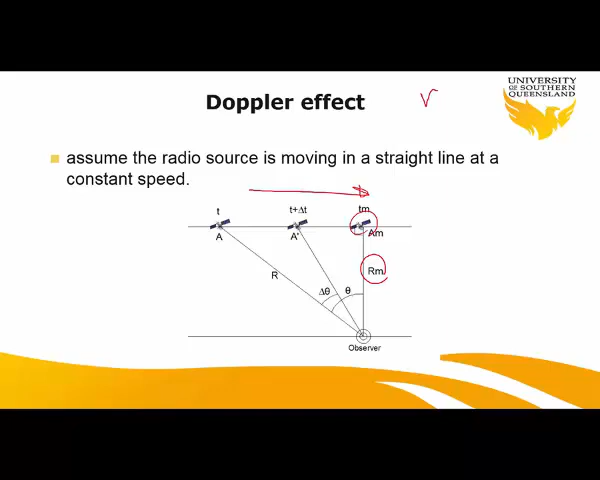 Doppler effect
V
UNIVERSITY
OF SOUTHERN
QUEENSLAND
assume the radio source is moving in a straight line at a
constant speed.
t
t+Δt
tm
A
A'
Am
R
Rm
Δθ
θ
Observer